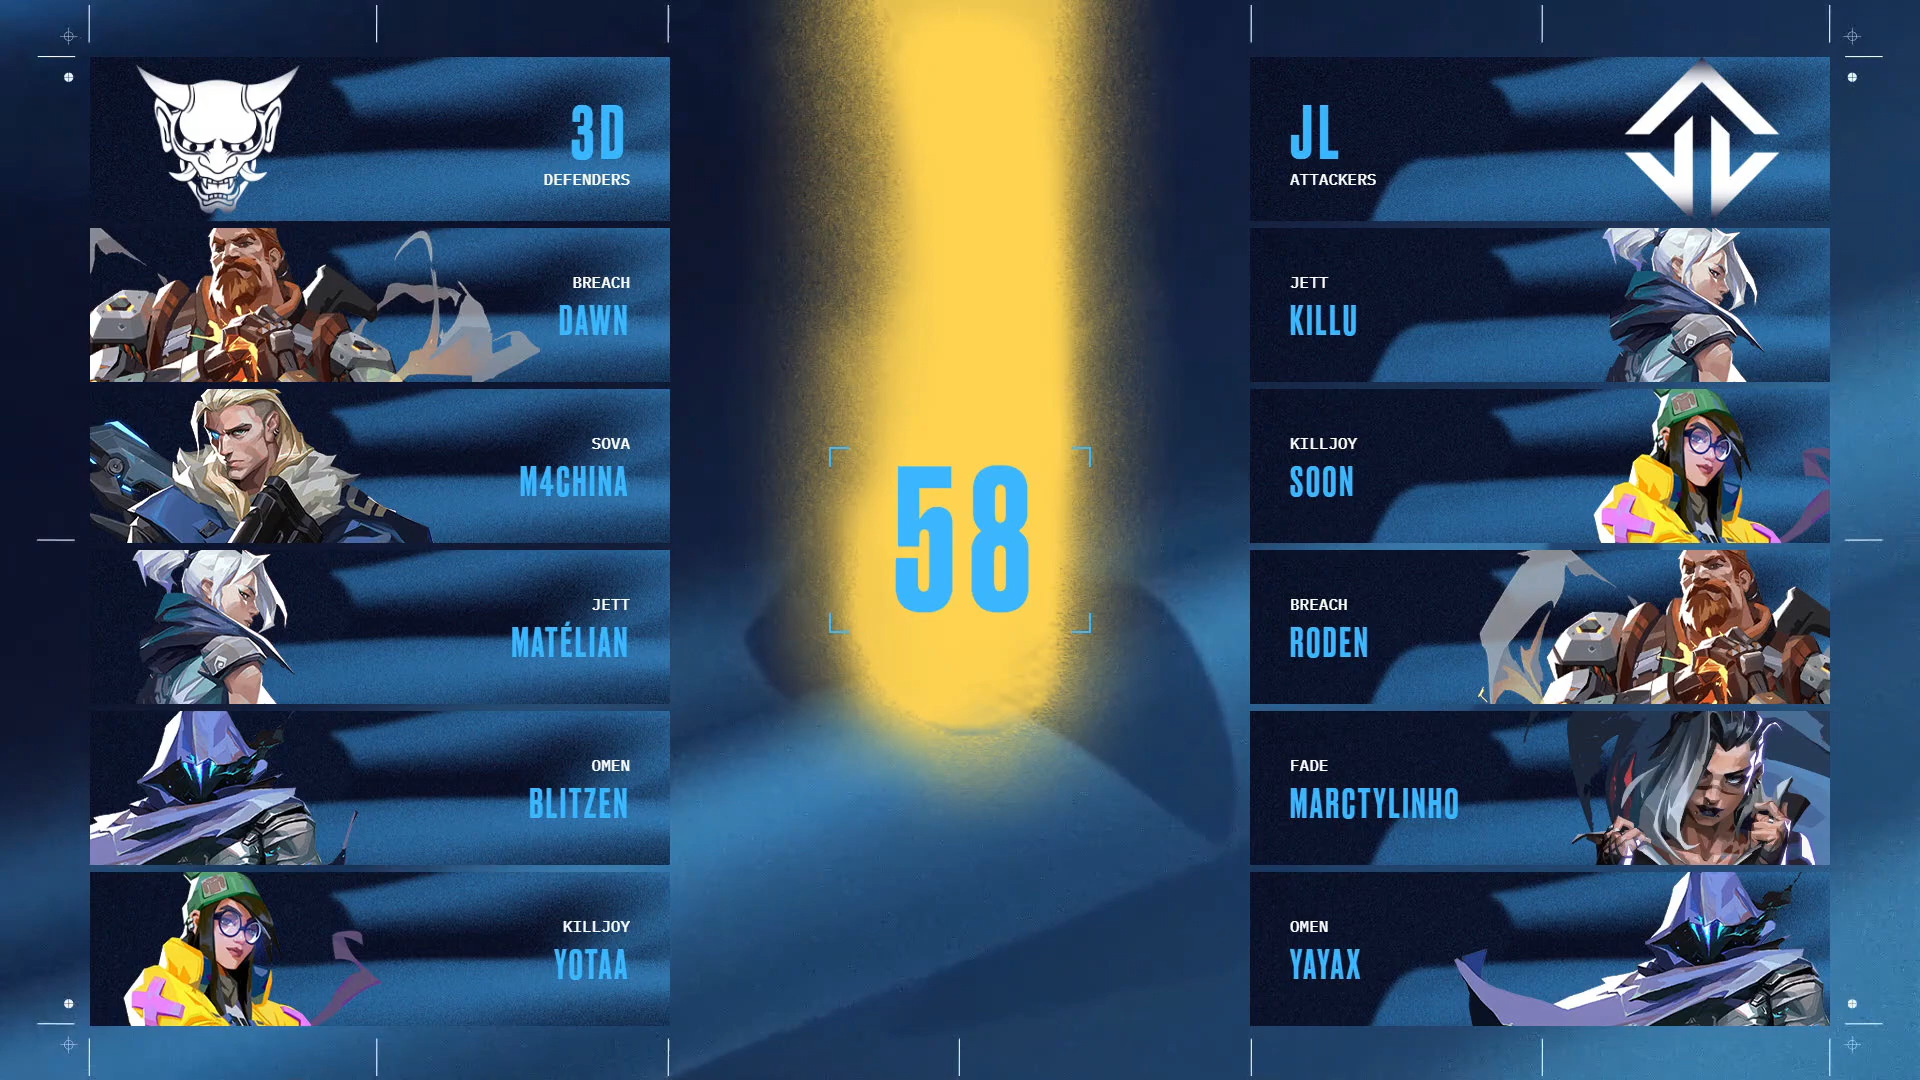 3D
DEFENDERS
BREACH
DAWN
SOVA
M4CHINA
JETT
MATÉLIAN
OMEN
BLITZEN
KILLJOY
YOTAA
58
JL
ATTACKERS
JETT
KILLU
KILLJOY
SOON
BREACH
RODEN
FADE
MARCTYLINHO
OMEN
YAYAX